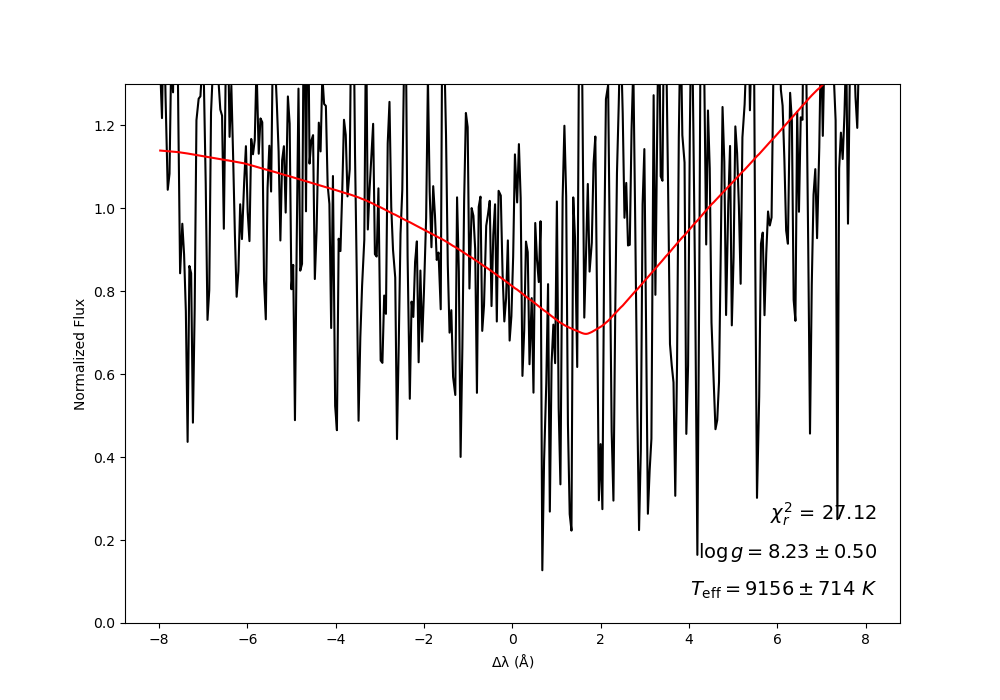 1.2
1.0
0.8
0.6
0.4
0.2
0.0
Normalized Flux
χ²ᵣ = 27.12
log g = 8.23 ± 0.50
T_eff = 9156 ± 714 K
−8 −6 −4 −2 0 2 4 6 8
Δλ (Å)